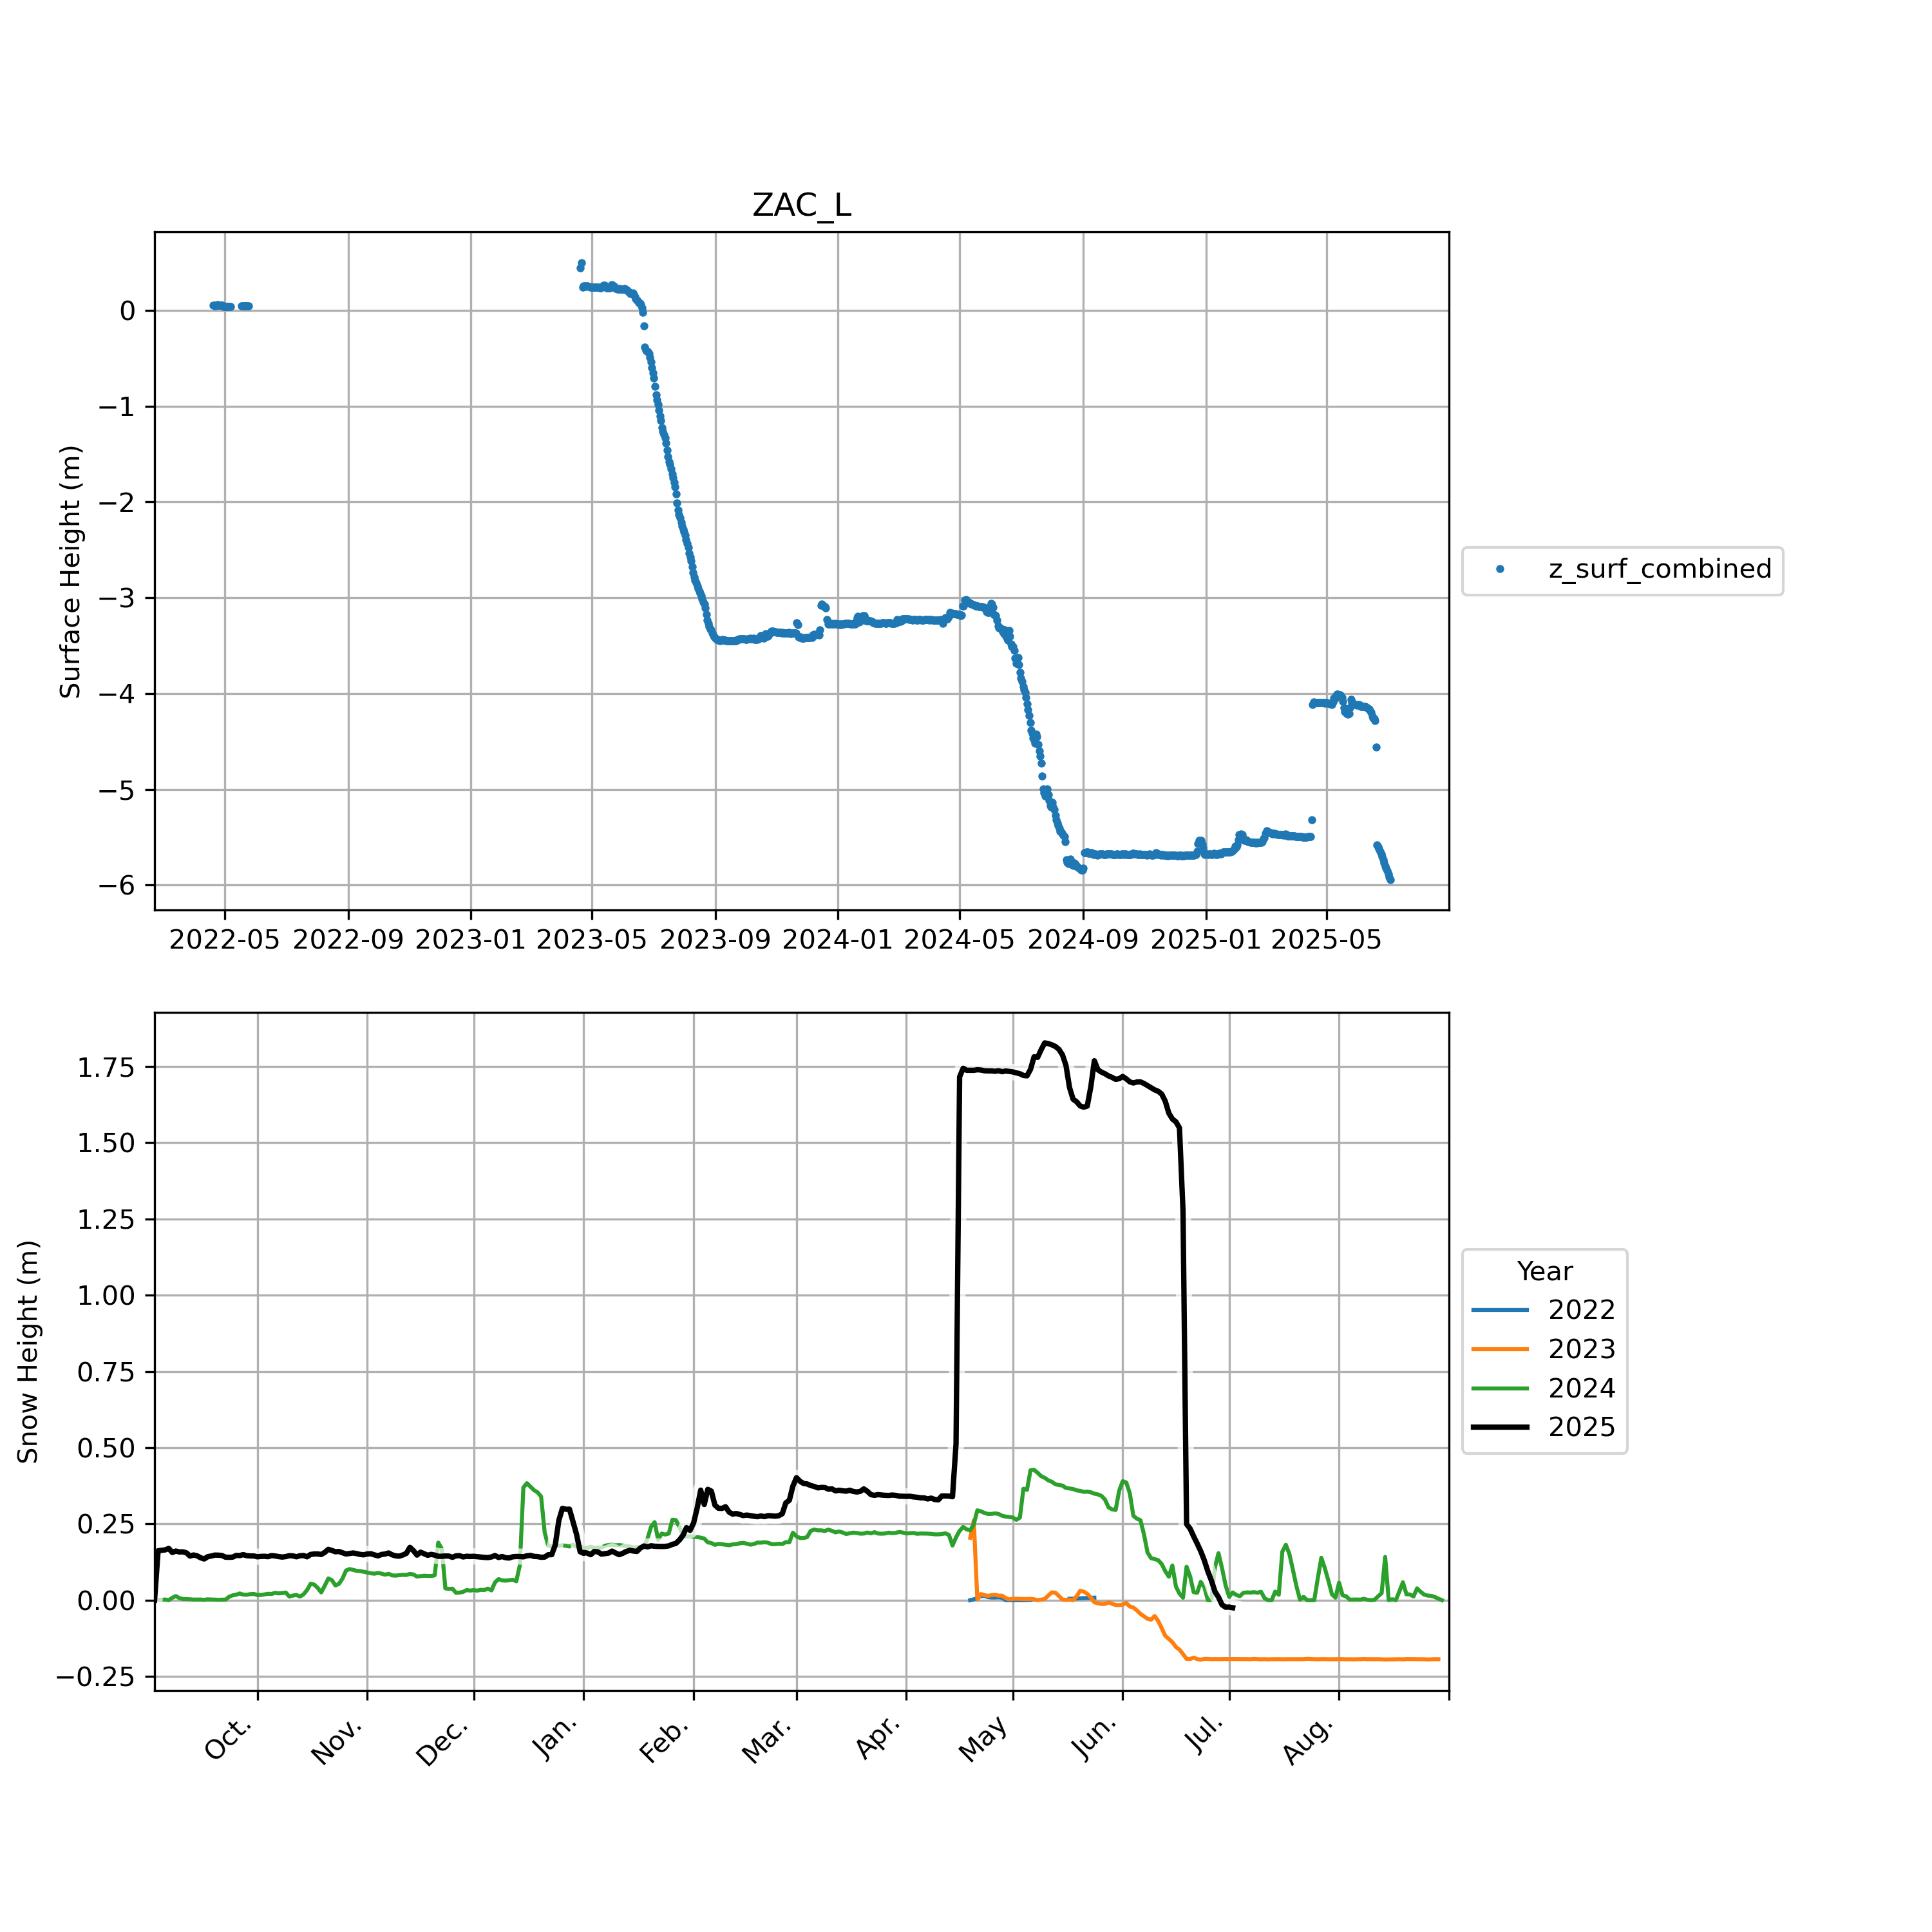 ZAC_L
Surface Height (m)
0
−1
−2
−3
−4
−5
−6
2022-05 2022-09 2023-01 2023-05 2023-09 2024-01 2024-05 2024-09 2025-01 2025-05
z_surf_combined
Snow Height (m)
1.75
1.50
1.25
1.00
0.75
0.50
0.25
0.00
−0.25
Oct. Nov. Dec. Jan. Feb. Mar. Apr. May Jun. Jul. Aug.
Year
2022
2023
2024
2025